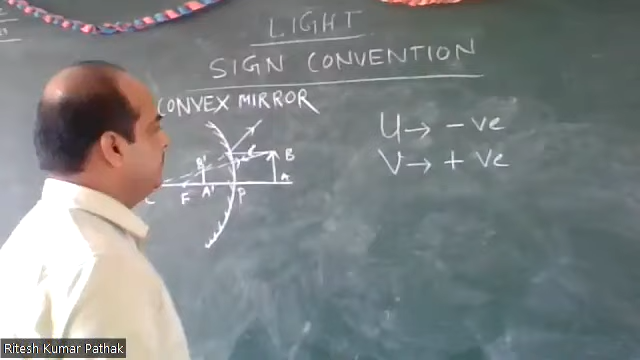 LIGHT
SIGN CONVENTION
CONVEX MIRROR
U → - ve
V → + ve
B' B
C F A' P A
Ritesh Kumar Pathak